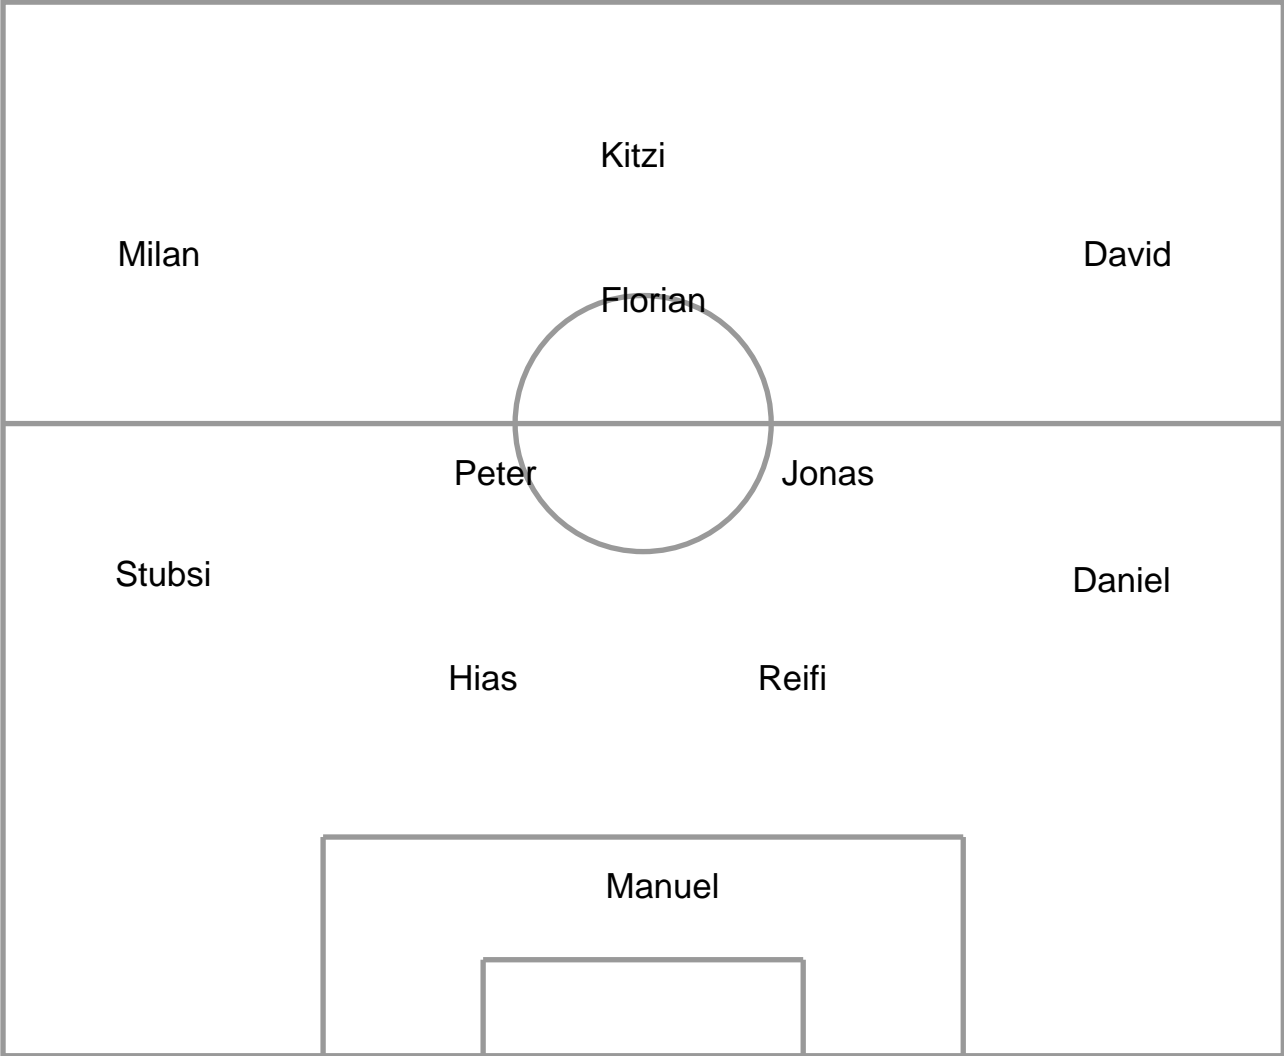 Kitzi
Milan
David
Florian
Peter
Jonas
Stubsi
Daniel
Hias
Reifi
Manuel